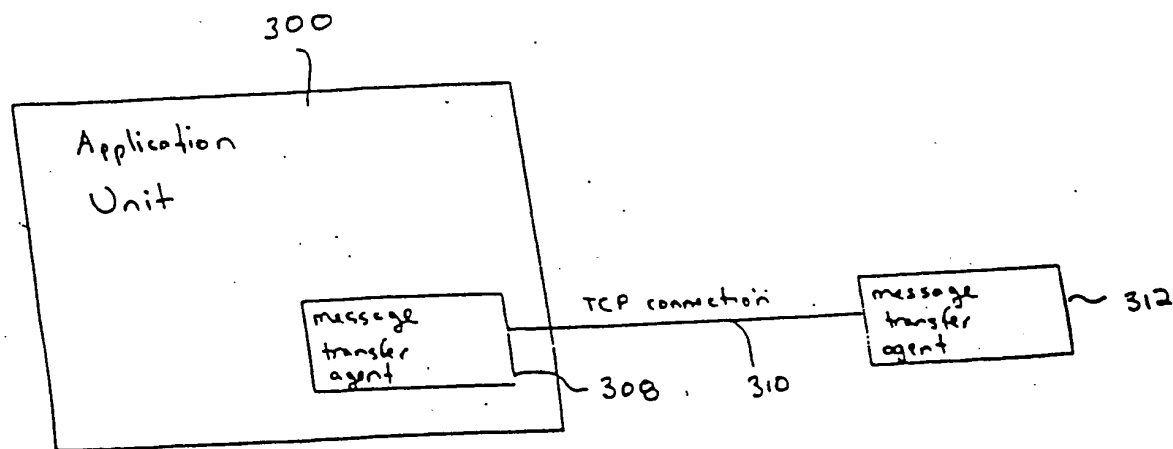 300
Application
Unit
message
transfer
agent
TCP connection
message
transfer
agent
312
308
310